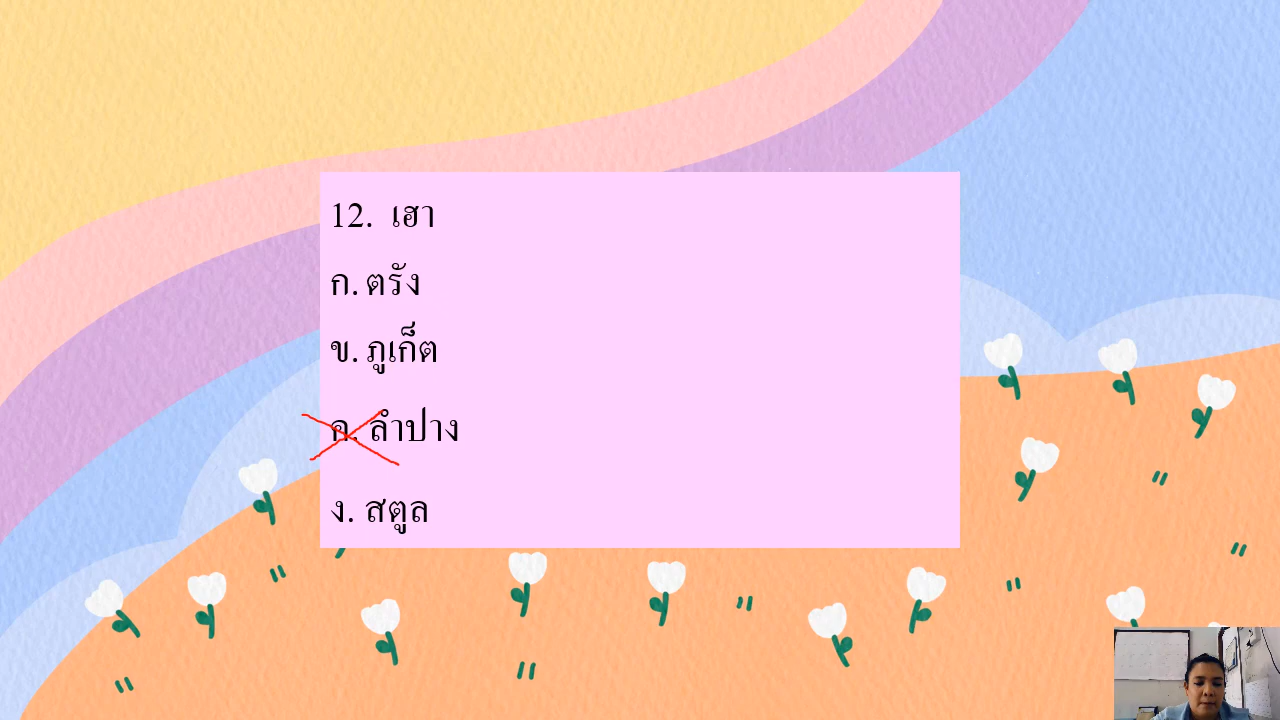 12. เฮา
ก. ตรัง
ข. ภูเก็ต
ค. ลำปาง
ง. สตูล